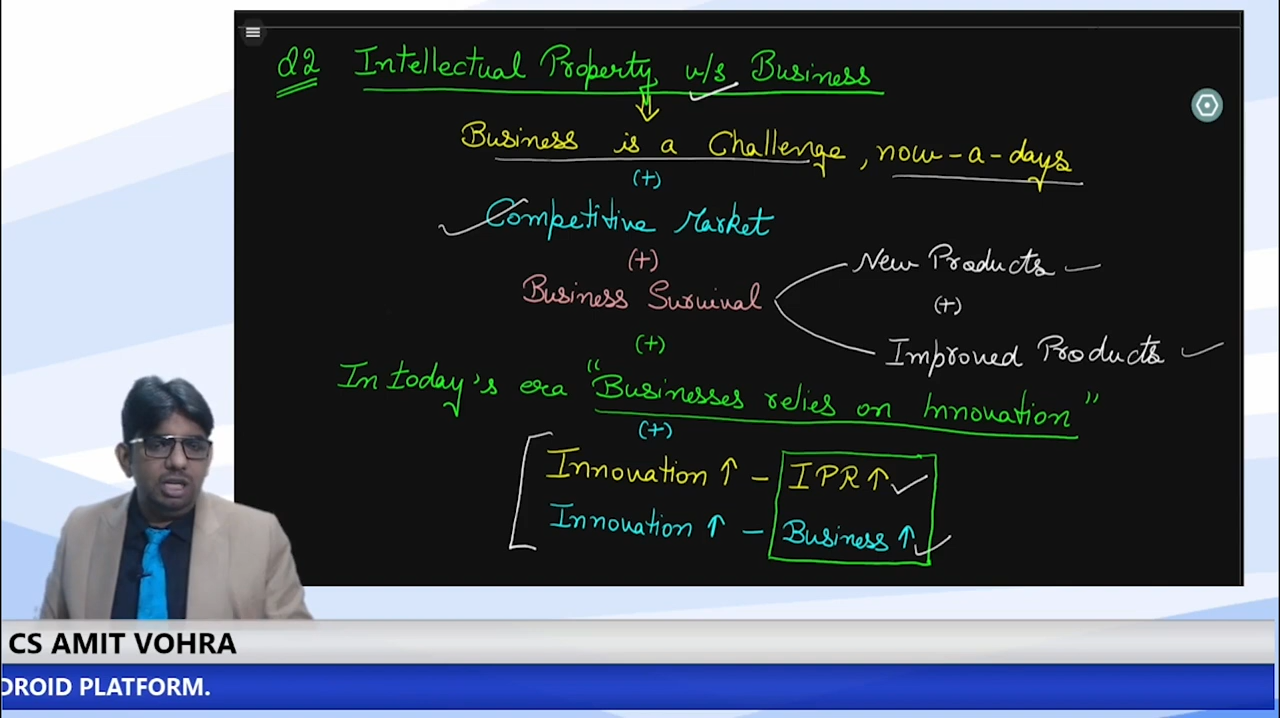 Q2 Intellectual Property v/s Business
Business is a Challenge, now-a-days
(+)
Competitive Market
(+)
Business Survival
New Products
(+)
Improved Products
(+)
In today's era "Businesses relies on Innovation"
(+)
Innovation ↑ - IPR ↑
Innovation ↑ - Business ↑
CS AMIT VOHRA
DROID PLATFORM.